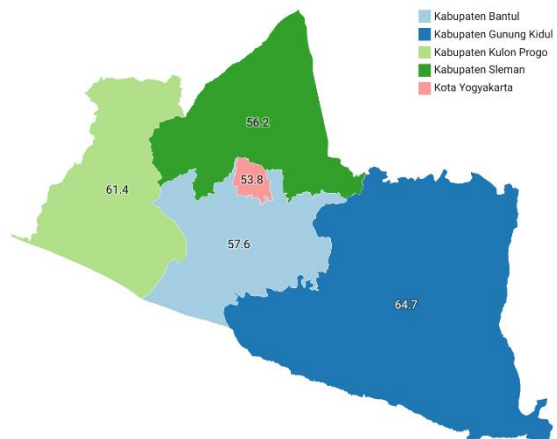 Kabupaten Bantul
Kabupaten Gunung Kidul
Kabupaten Kulon Progo
Kabupaten Sleman
Kota Yogyakarta
56.2
53.8
61.4
57.6
64.7